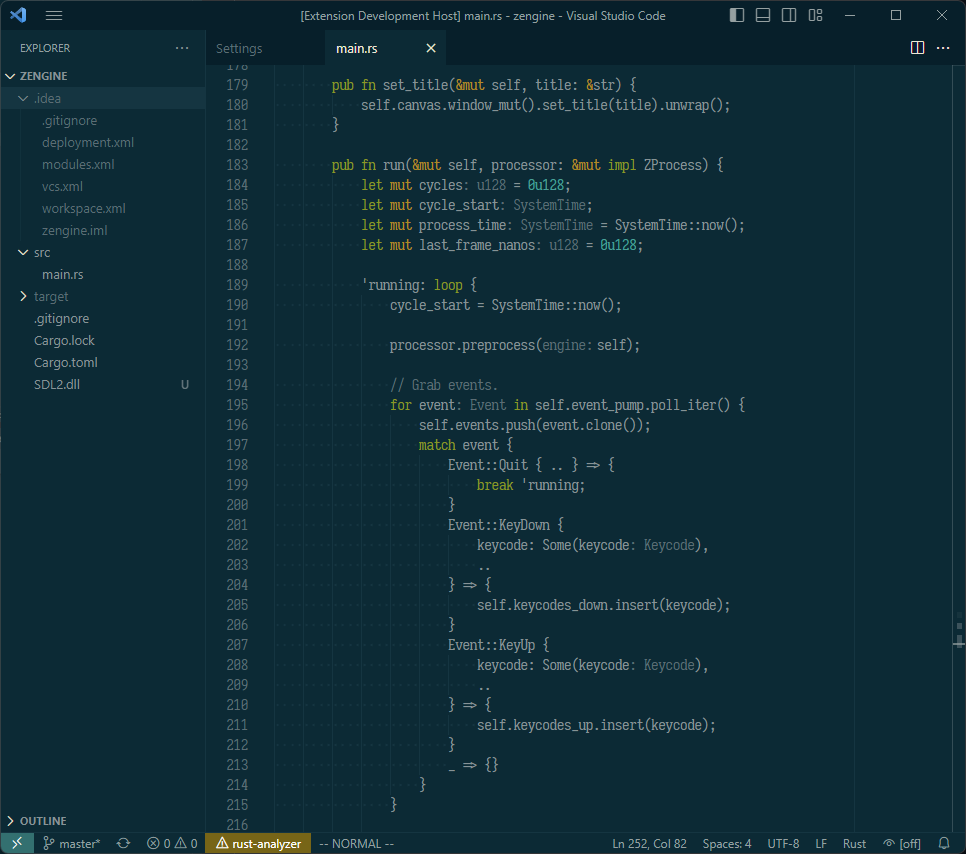 [Extension Development Host] main.rs - zengine - Visual Studio Code
EXPLORER
Settings
main.rs
ZENGINE
.idea
.gitignore
deployment.xml
modules.xml
vcs.xml
workspace.xml
zengine.iml
src
main.rs
target
.gitignore
Cargo.lock
Cargo.toml
SDL2.dll U
OUTLINE
178
179 pub fn set_title(&mut self, title: &str) {
180 self.canvas.window_mut().set_title(title).unwrap();
181 }
182
183 pub fn run(&mut self, processor: &mut impl ZProcess) {
184 let mut cycles: u128 = 0u128;
185 let mut cycle_start: SystemTime;
186 let mut process_time: SystemTime = SystemTime::now();
187 let mut last_frame_nanos: u128 = 0u128;
188
189 'running: loop {
190 cycle_start = SystemTime::now();
191
192 processor.preprocess(engine: self);
193
194 // Grab events.
195 for event: Event in self.event_pump.poll_iter() {
196 self.events.push(event.clone());
197 match event {
198 Event::Quit { .. } => {
199 break 'running;
200 }
201 Event::KeyDown {
202 keycode: Some(keycode: Keycode),
203 ..
204 } => {
205 self.keycodes_down.insert(keycode);
206 }
207 Event::KeyUp {
208 keycode: Some(keycode: Keycode),
209 ..
210 } => {
211 self.keycodes_up.insert(keycode);
212 }
213 _ => {}
214 }
215 }
216
master* 0 0 rust-analyzer -- NORMAL -- Ln 252, Col 82 Spaces: 4 UTF-8 LF Rust [off]